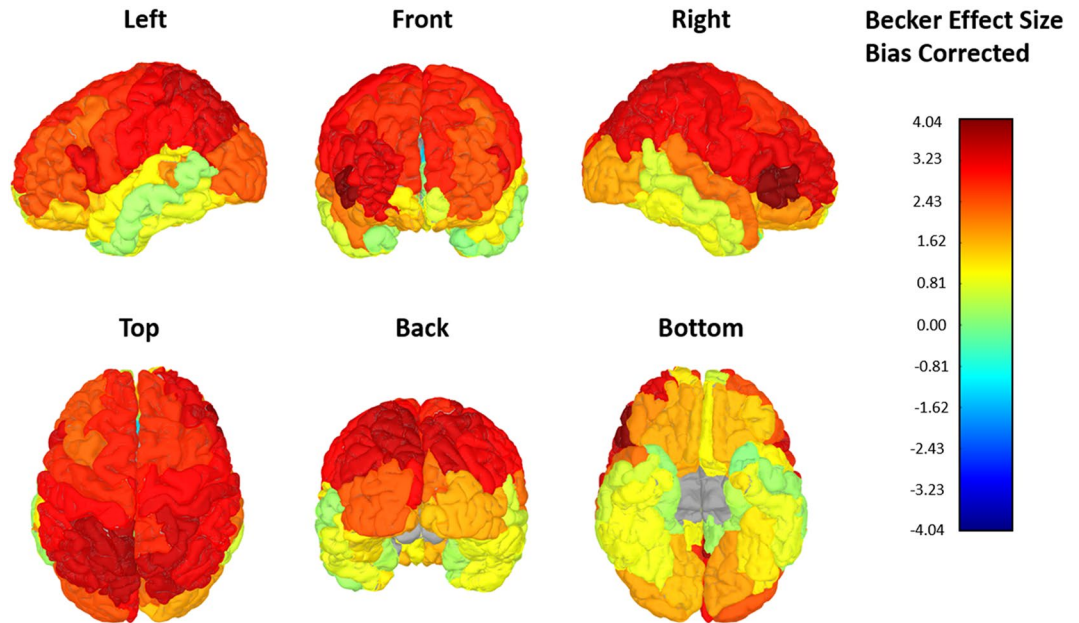 Left
Front
Right
Becker Effect Size
Bias Corrected
4.04
3.23
2.43
1.62
0.81
0.00
-0.81
-1.62
-2.43
-3.23
-4.04
Top
Back
Bottom